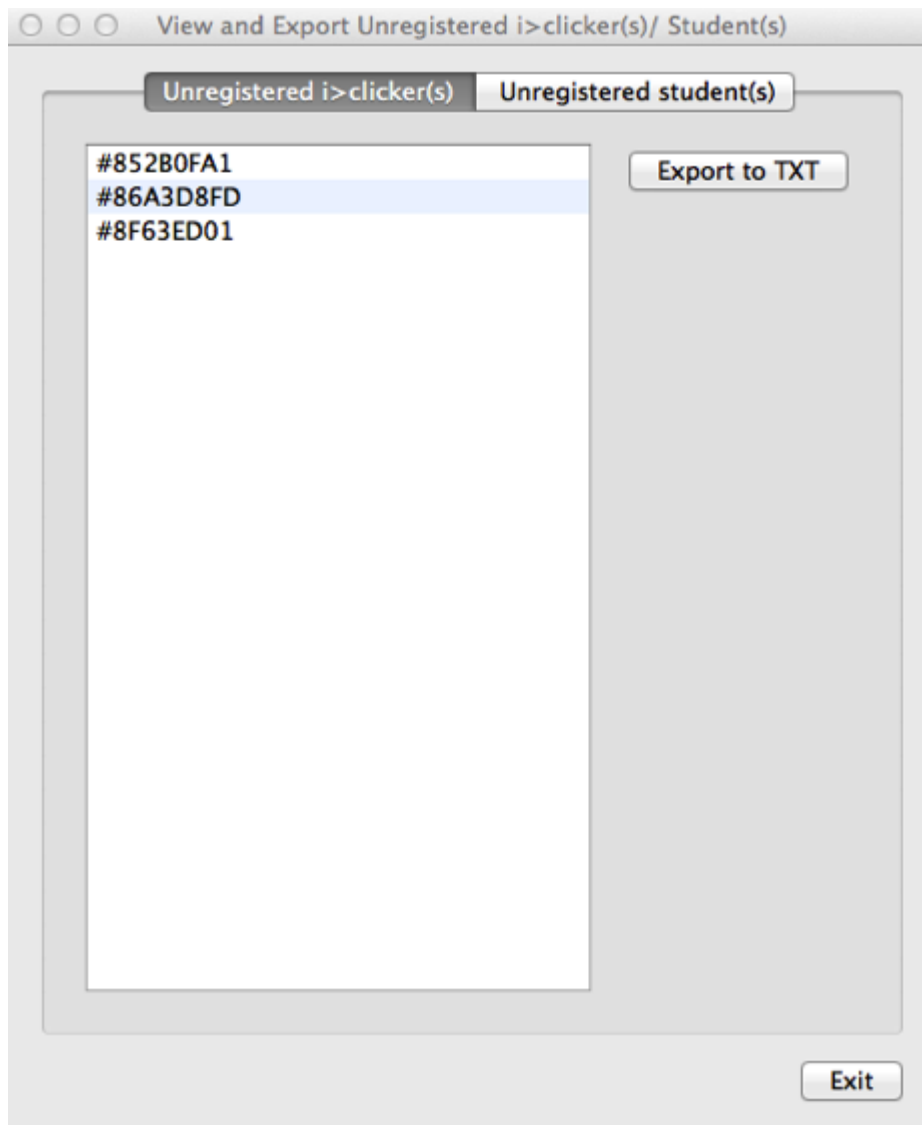 View and Export Unregistered i>clicker(s)/ Student(s)
Unregistered i>clicker(s) Unregistered student(s)
#852B0FA1
Export to TXT
#86A3D8FD
#8F63ED01
Exit